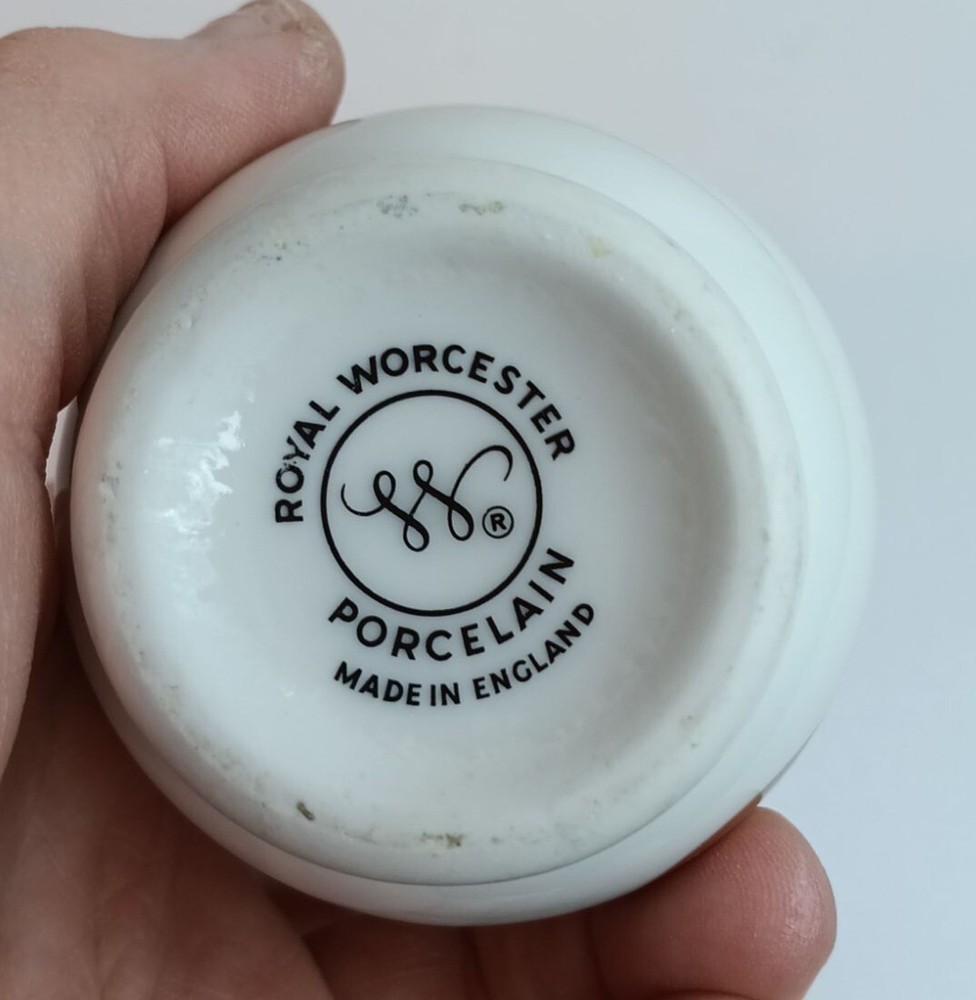 ROYAL WORCESTER
W®
PORCELAIN
MADE IN ENGLAND